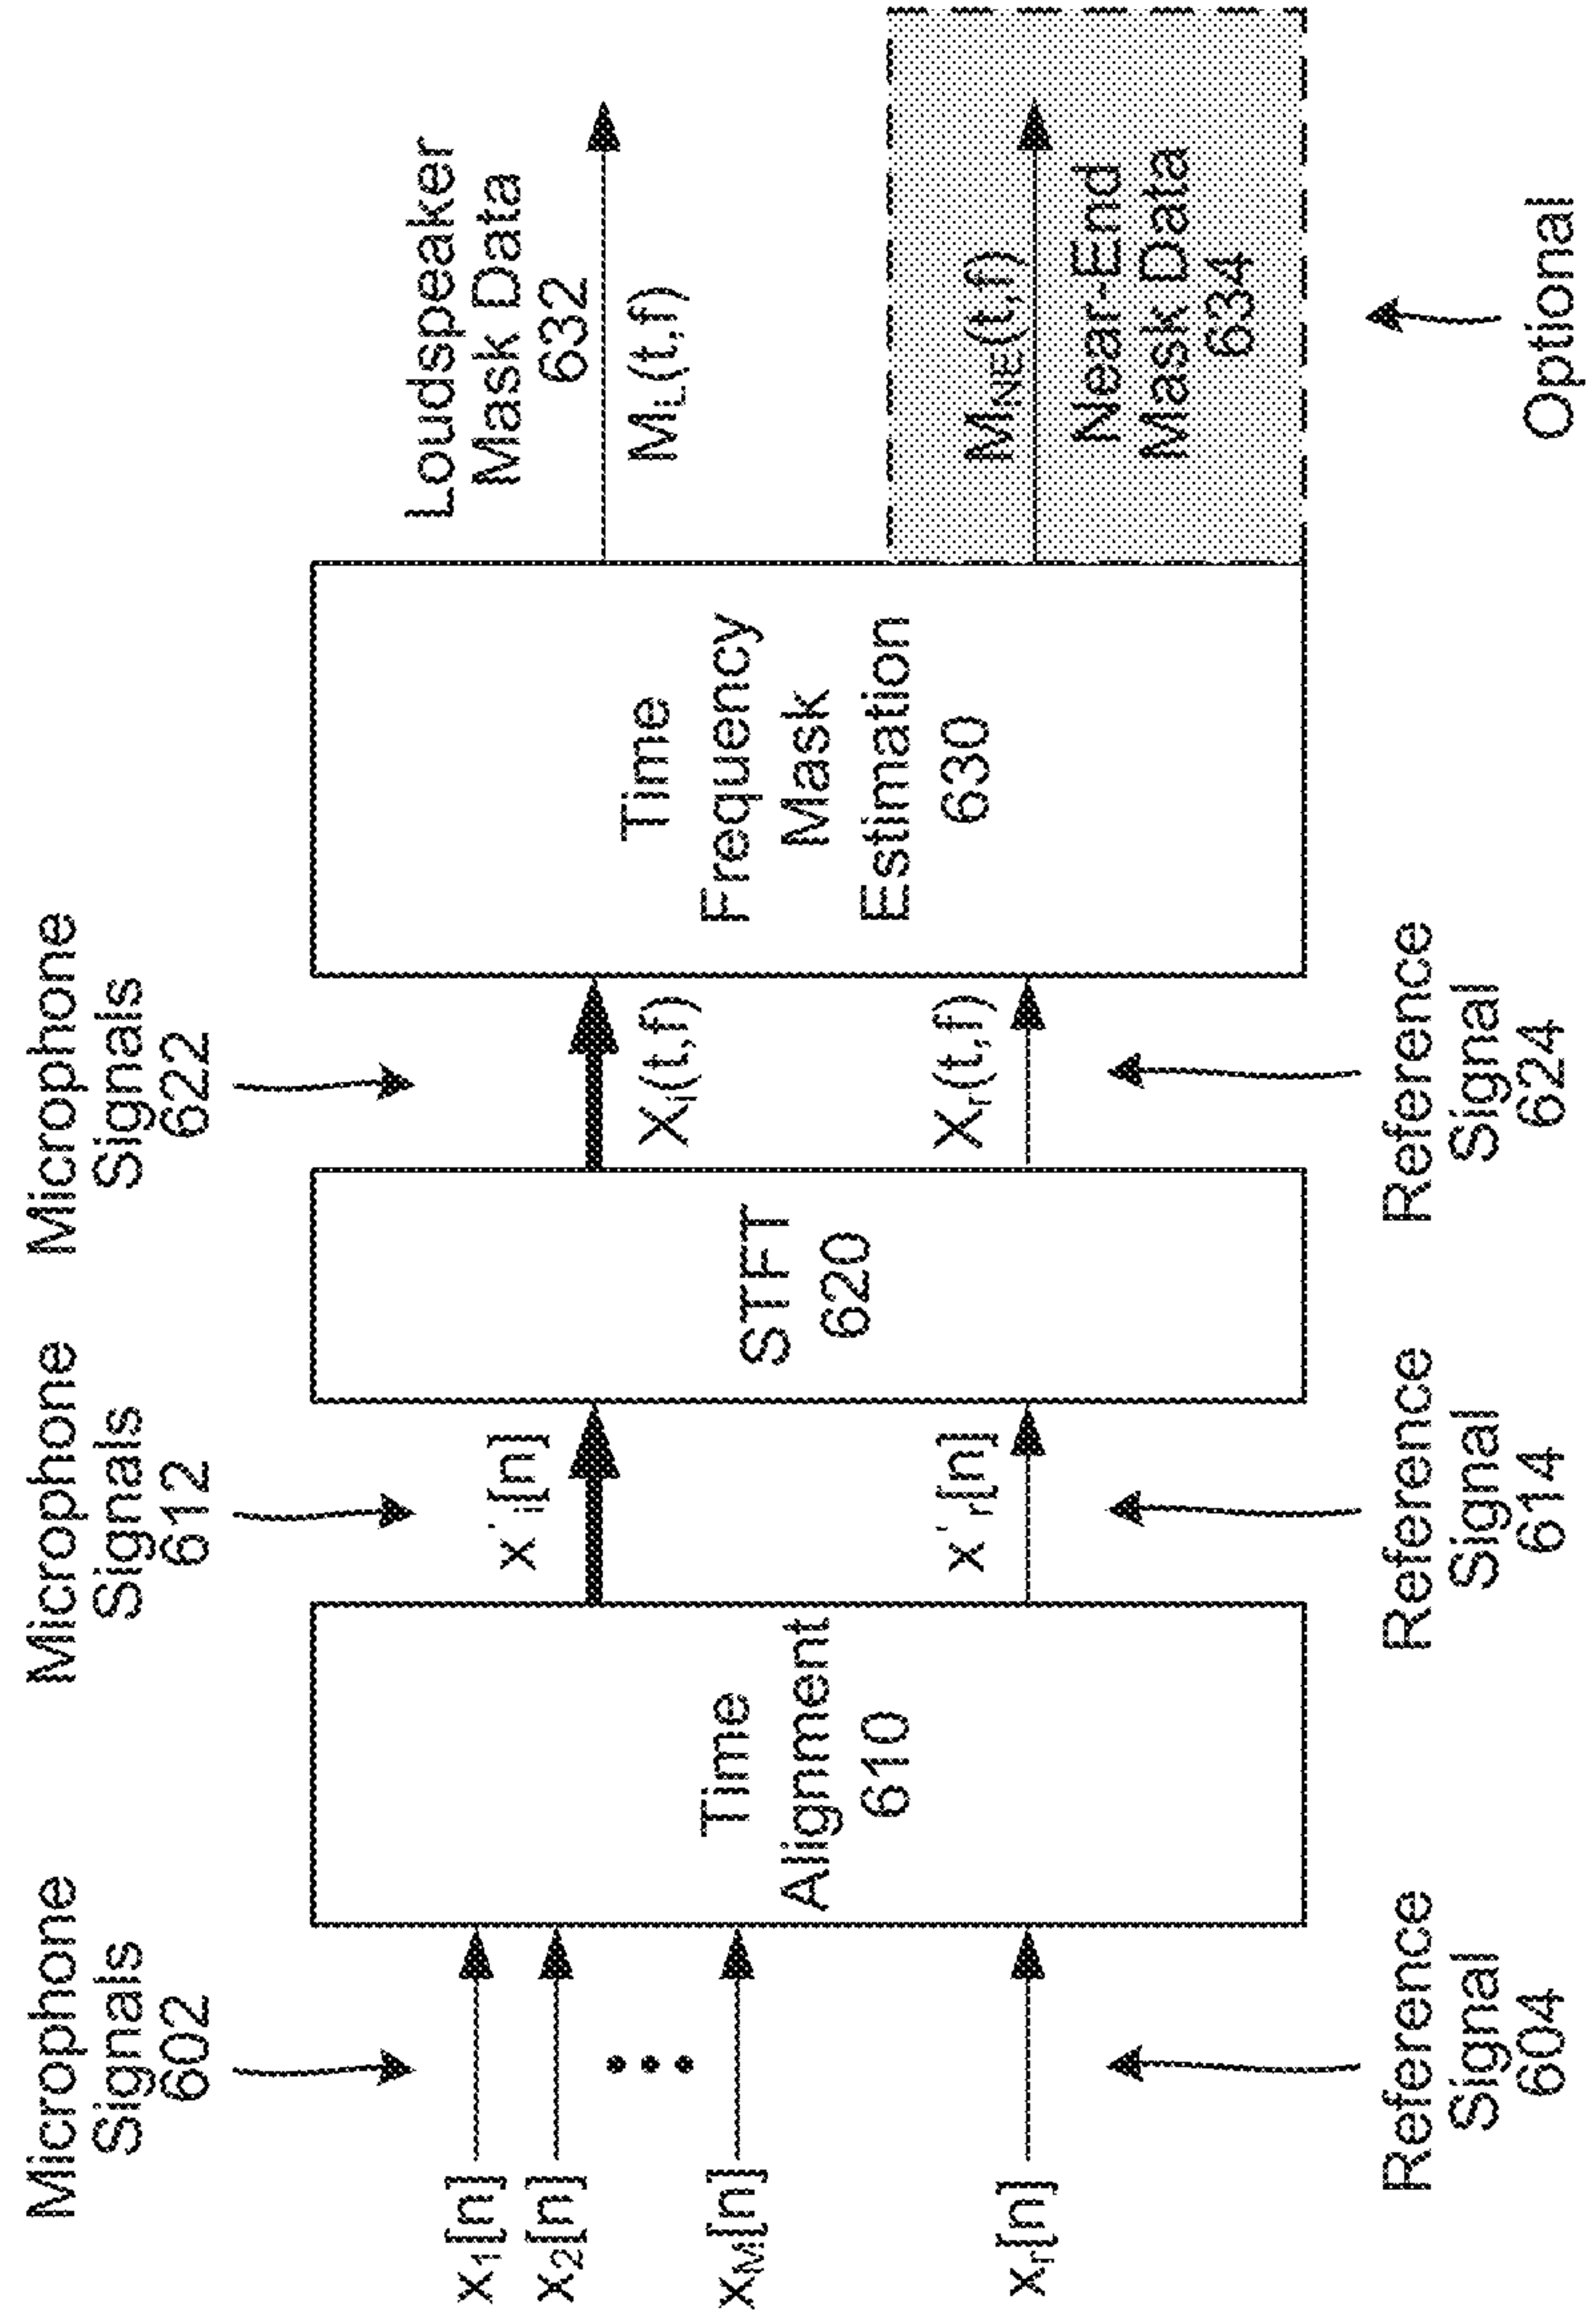 Microphone
Signals
602
x1[n]
x2[n]
xM[n]
xr[n]
Reference
Signal
604
Time
Alignment
610
Microphone
Signals
612
x'i[n]
x'r[n]
Reference
Signal
614
STFT
620
Microphone
Signals
622
Xi(t,f)
Xr(t,f)
Reference
Signal
624
Time
Frequency
Mask
Estimation
630
Loudspeaker
Mask Data
632
ML(t,f)
MNE(t,f)
Near-End
Mask Data
634
Optional